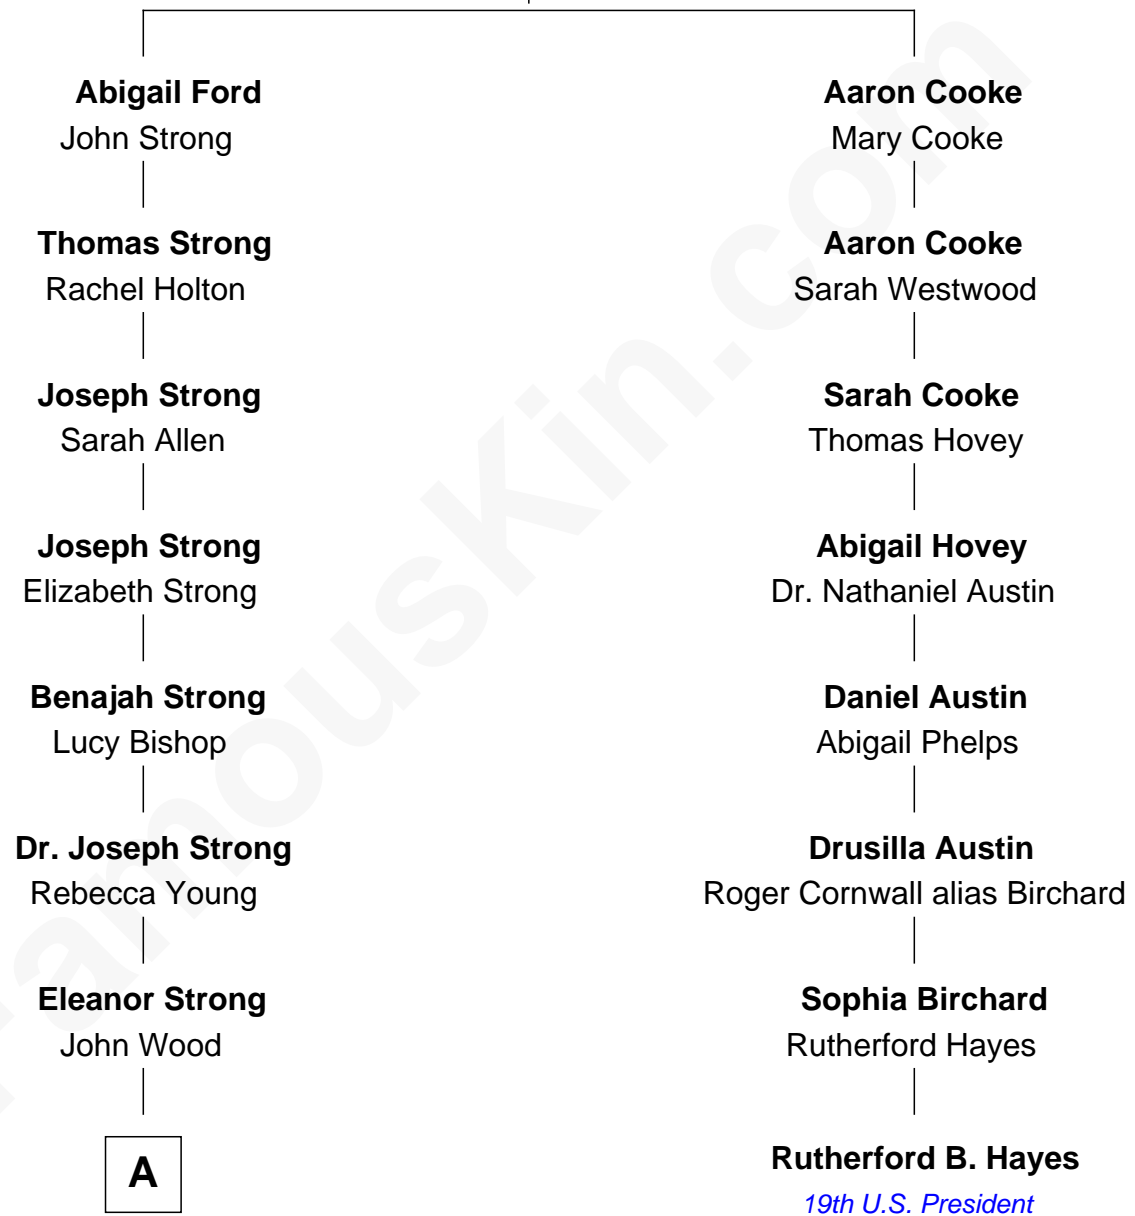 Abigail Ford
John Strong
Thomas Strong
Rachel Holton
Joseph Strong
Sarah Allen
Joseph Strong
Elizabeth Strong
Benajah Strong
Lucy Bishop
Dr. Joseph Strong
Rebecca Young
Eleanor Strong
John Wood
A
Aaron Cooke
Mary Cooke
Aaron Cooke
Sarah Westwood
Sarah Cooke
Thomas Hovey
Abigail Hovey
Dr. Nathaniel Austin
Daniel Austin
Abigail Phelps
Drusilla Austin
Roger Cornwall alias Birchard
Sophia Birchard
Rutherford Hayes
Rutherford B. Hayes
19th U.S. President
FamousKin.com